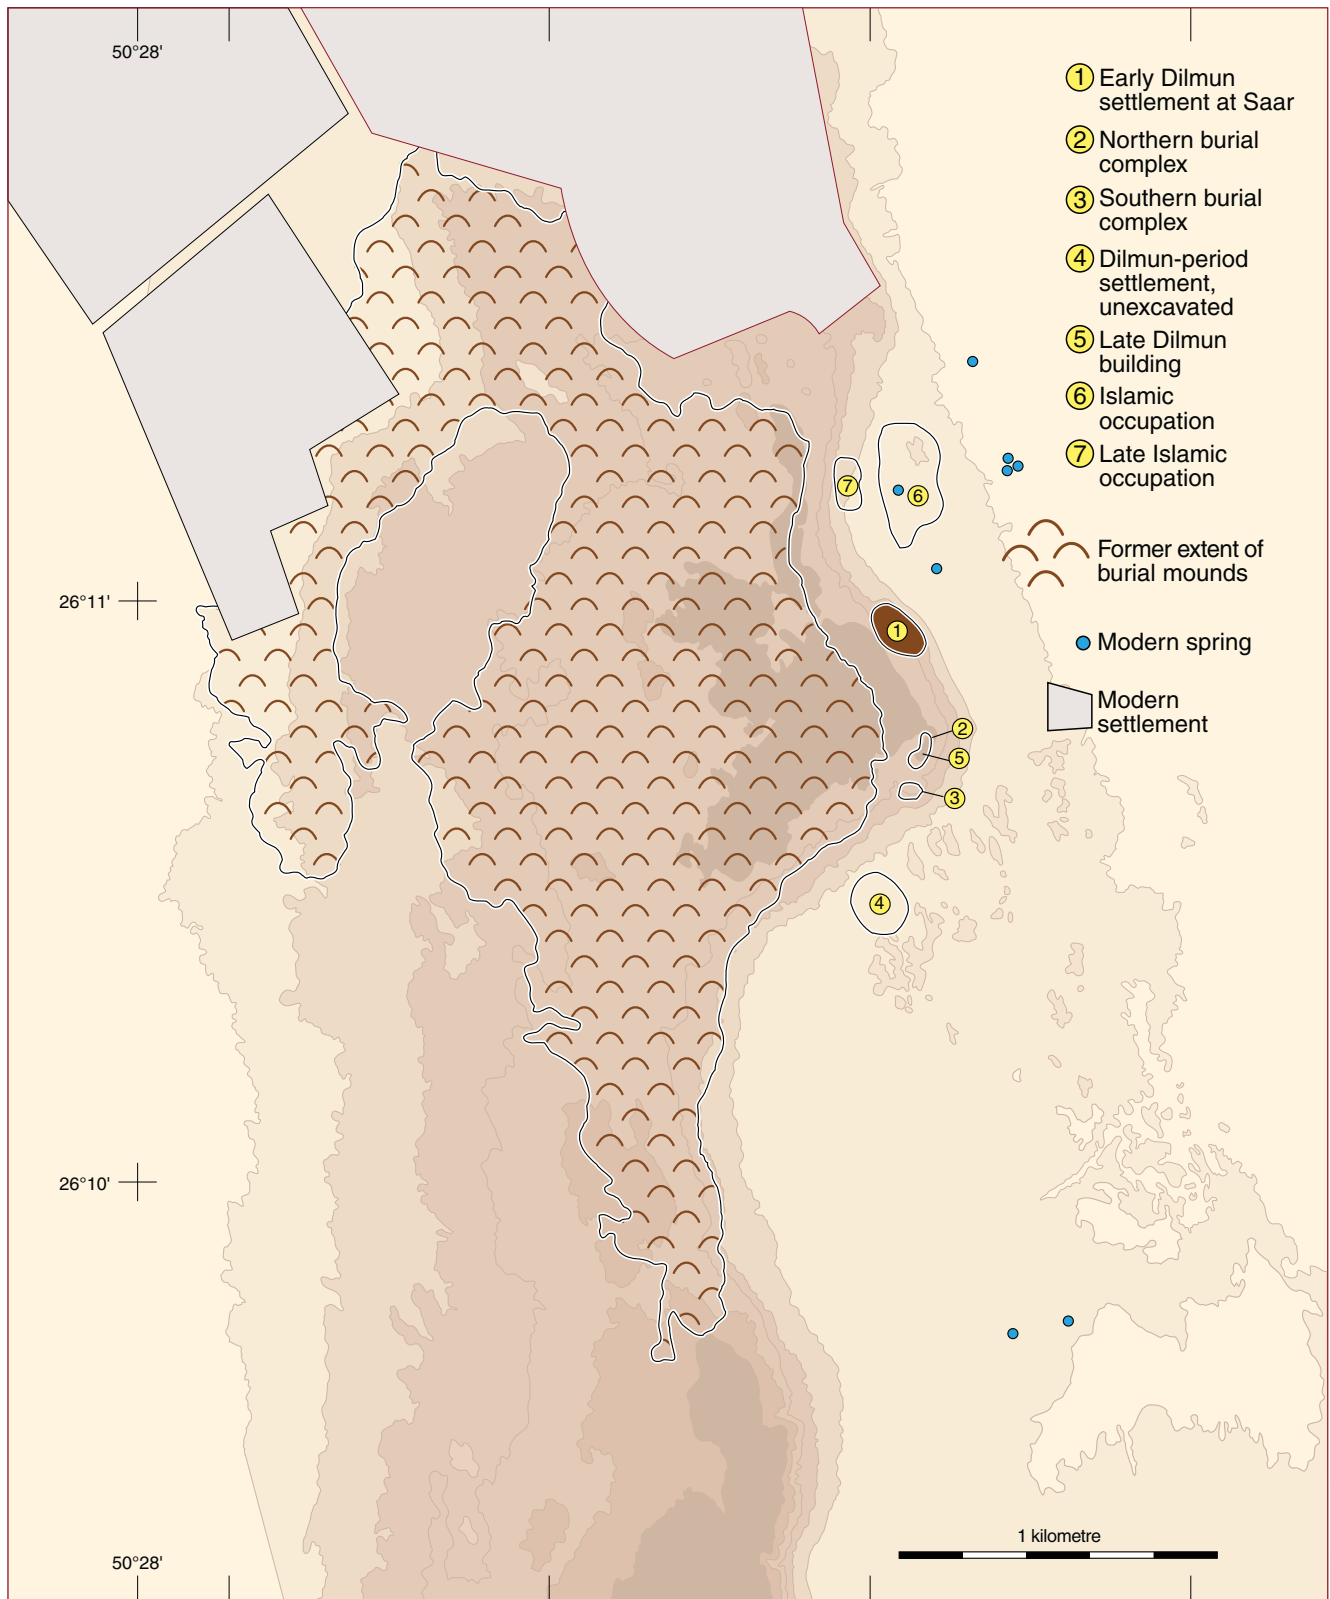 50°28'
1 Early Dilmun
settlement at Saar
2 Northern burial
complex
3 Southern burial
complex
4 Dilmun-period
settlement,
unexcavated
5 Late Dilmun
building
6 Islamic
occupation
7 Late Islamic
occupation
Former extent of
burial mounds
Modern spring
Modern
settlement
7
6
26°11'
1
2
5
3
4
26°10'
1 kilometre
50°28'